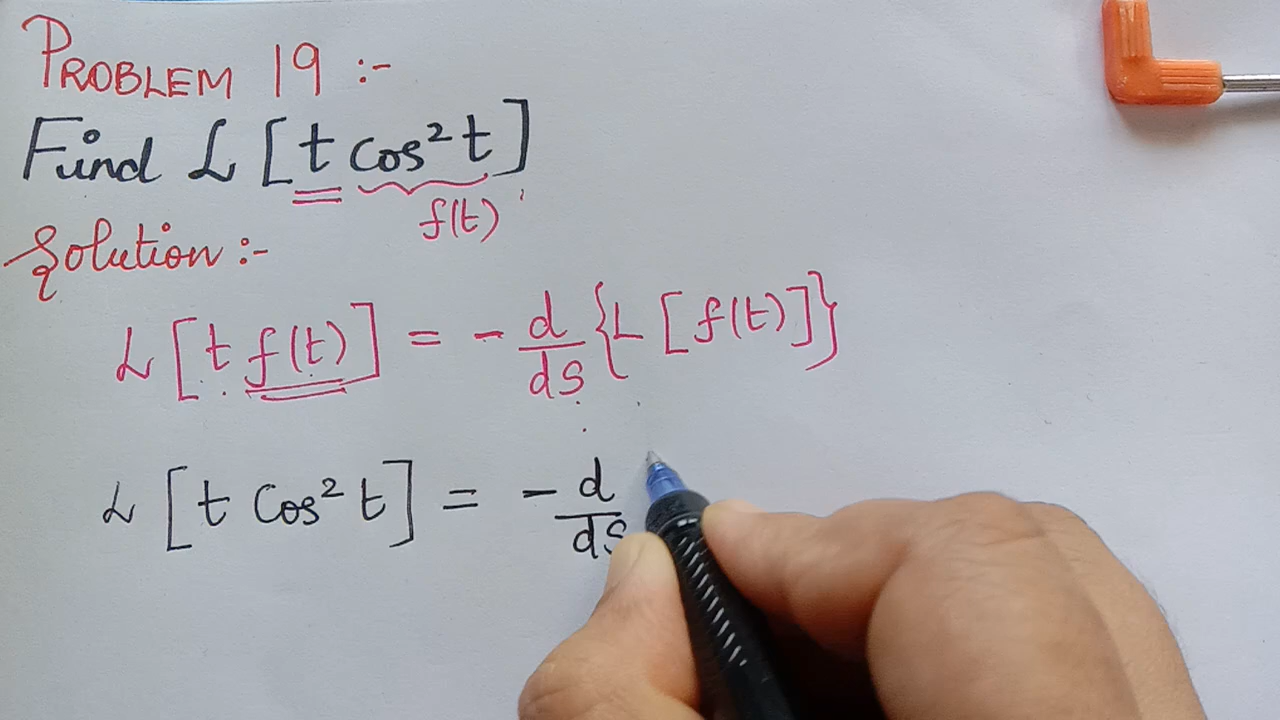 PROBLEM 19 :-
Find L [t cos² t]
f(t)
Solution :-
L [t f(t)] = - d/ds {L [f(t)]}
L [t Cos² t] = - d/ds